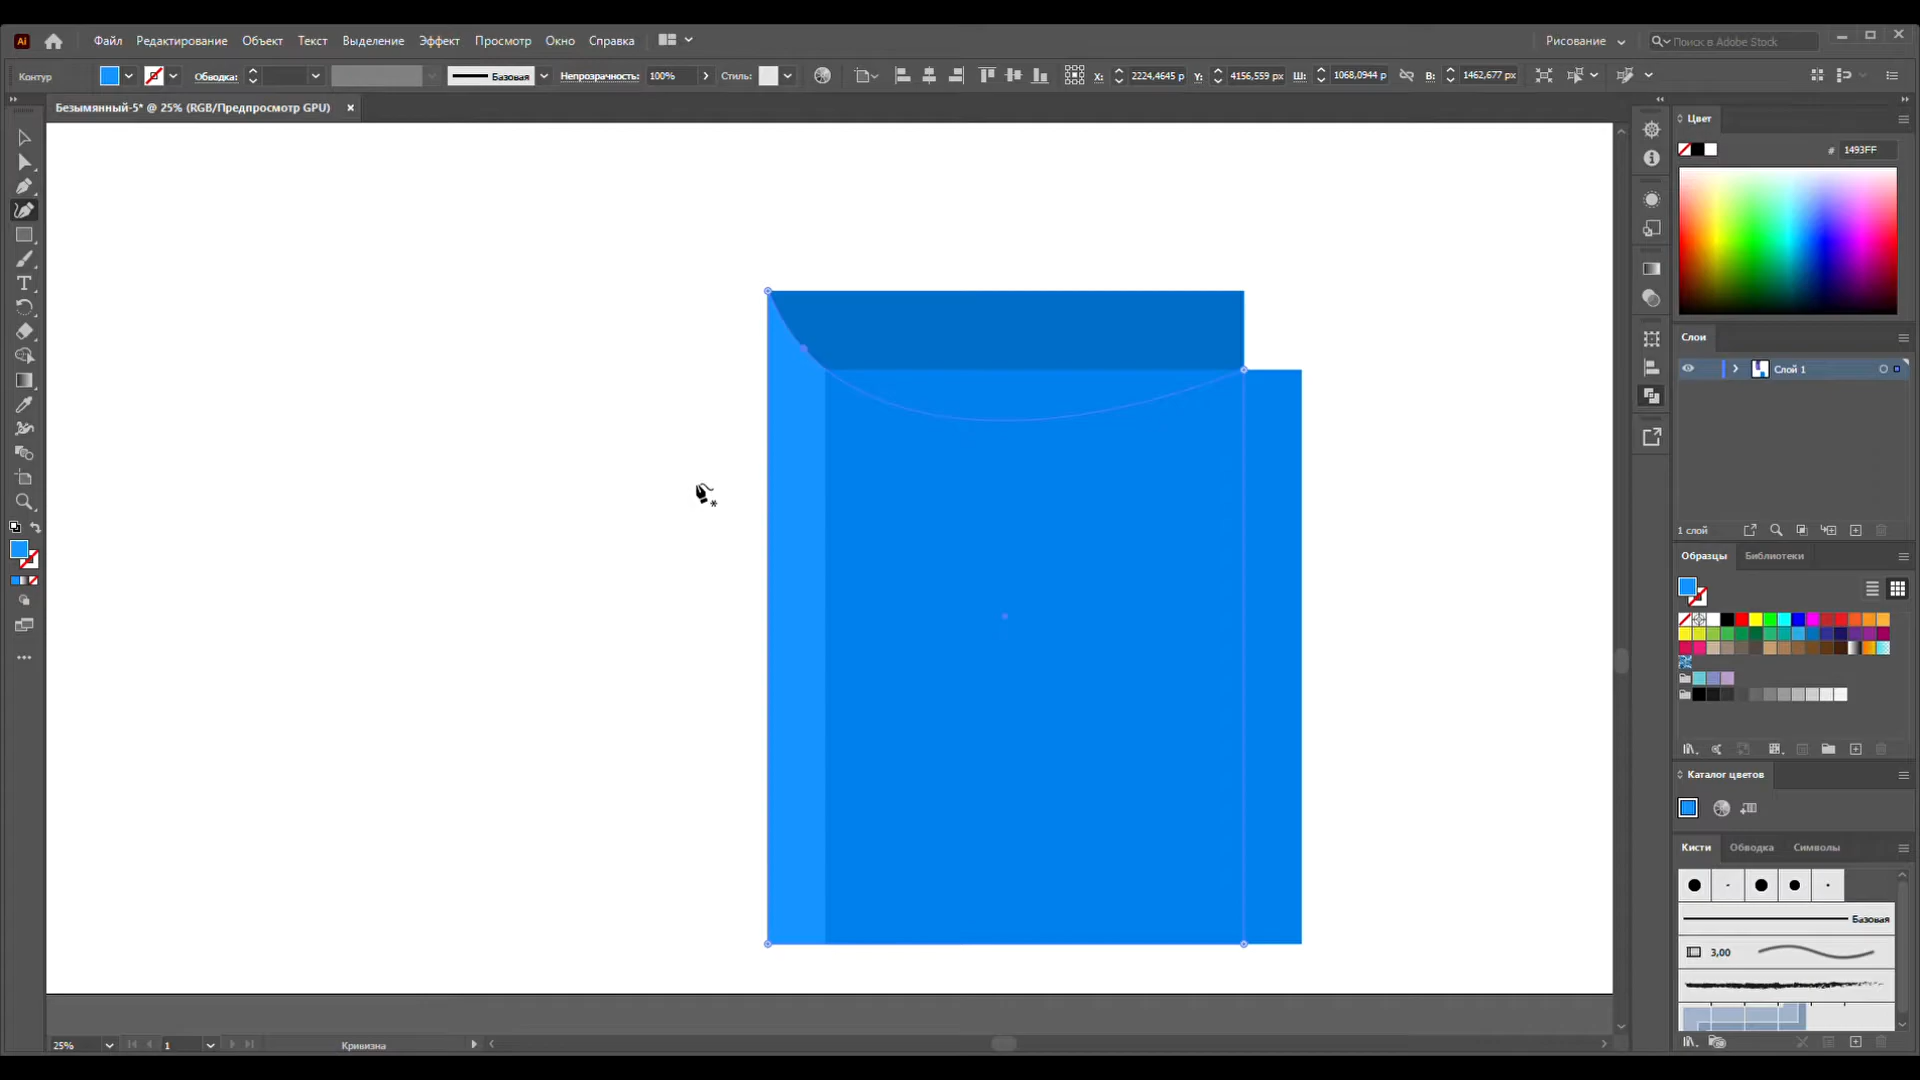 Ai Файл Редактирование Объект Текст Выделение Эффект Просмотр Окно Справка Рисование Поиск в Adobe Stock
Контур Обводка: Базовая Непрозрачность: 100% Стиль: X: 2224,4645 p Y: 4156,559 px Ш: 1068,0944 p В: 1462,677 px
Безымянный-5* @ 25% (RGB/Предпросмотр GPU) ×
Цвет
# 1493FF
Слои
Слой 1
1 слой
Образцы Библиотеки
Каталог цветов
Кисти Обводка Символы
Базовая
3,00
25% 1 Кривизна